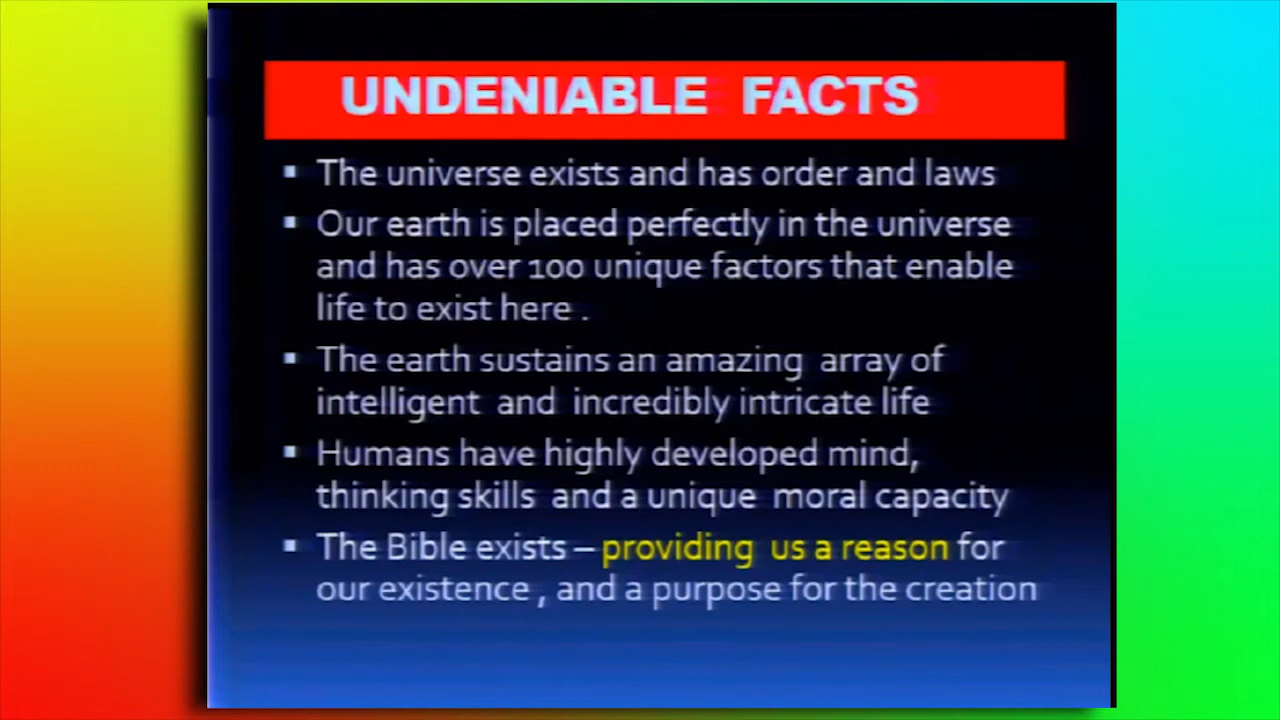 UNDENIABLE FACTS
▪ The universe exists and has order and laws
▪ Our earth is placed perfectly in the universe
and has over 100 unique factors that enable
life to exist here .
▪ The earth sustains an amazing array of
intelligent and incredibly intricate life
▪ Humans have highly developed mind,
thinking skills and a unique moral capacity
▪ The Bible exists – providing us a reason for
our existence , and a purpose for the creation